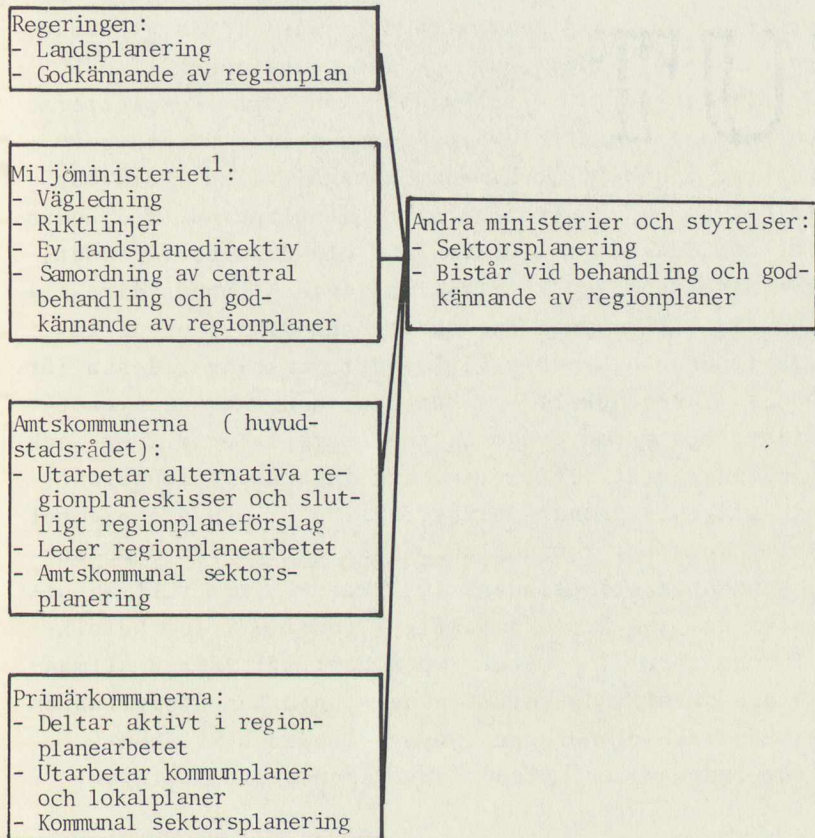 Regeringen:
- Landsplanering
- Godkännande av regionplan
Miljöministeriet¹:
- Vägledning
- Riktlinjer
- Ev landsplanedirektiv
- Samordning av central
behandling och god-
kännande av regionplaner
Andra ministerier och styrelser:
- Sektorsplanering
- Bistår vid behandling och god-
kännande av regionplaner
Amtskommunerna ( huvud-
stadsrådet):
- Utarbetar alternativa re-
gionplaneskisser och slut-
ligt regionplaneförslag
- Leder regionplanearbetet
- Amtskommunal sektors-
planering
Primärkommunerna:
- Deltar aktivt i region-
planearbetet
- Utarbetar kommunplaner
och lokalplaner
- Kommunal sektorsplanering